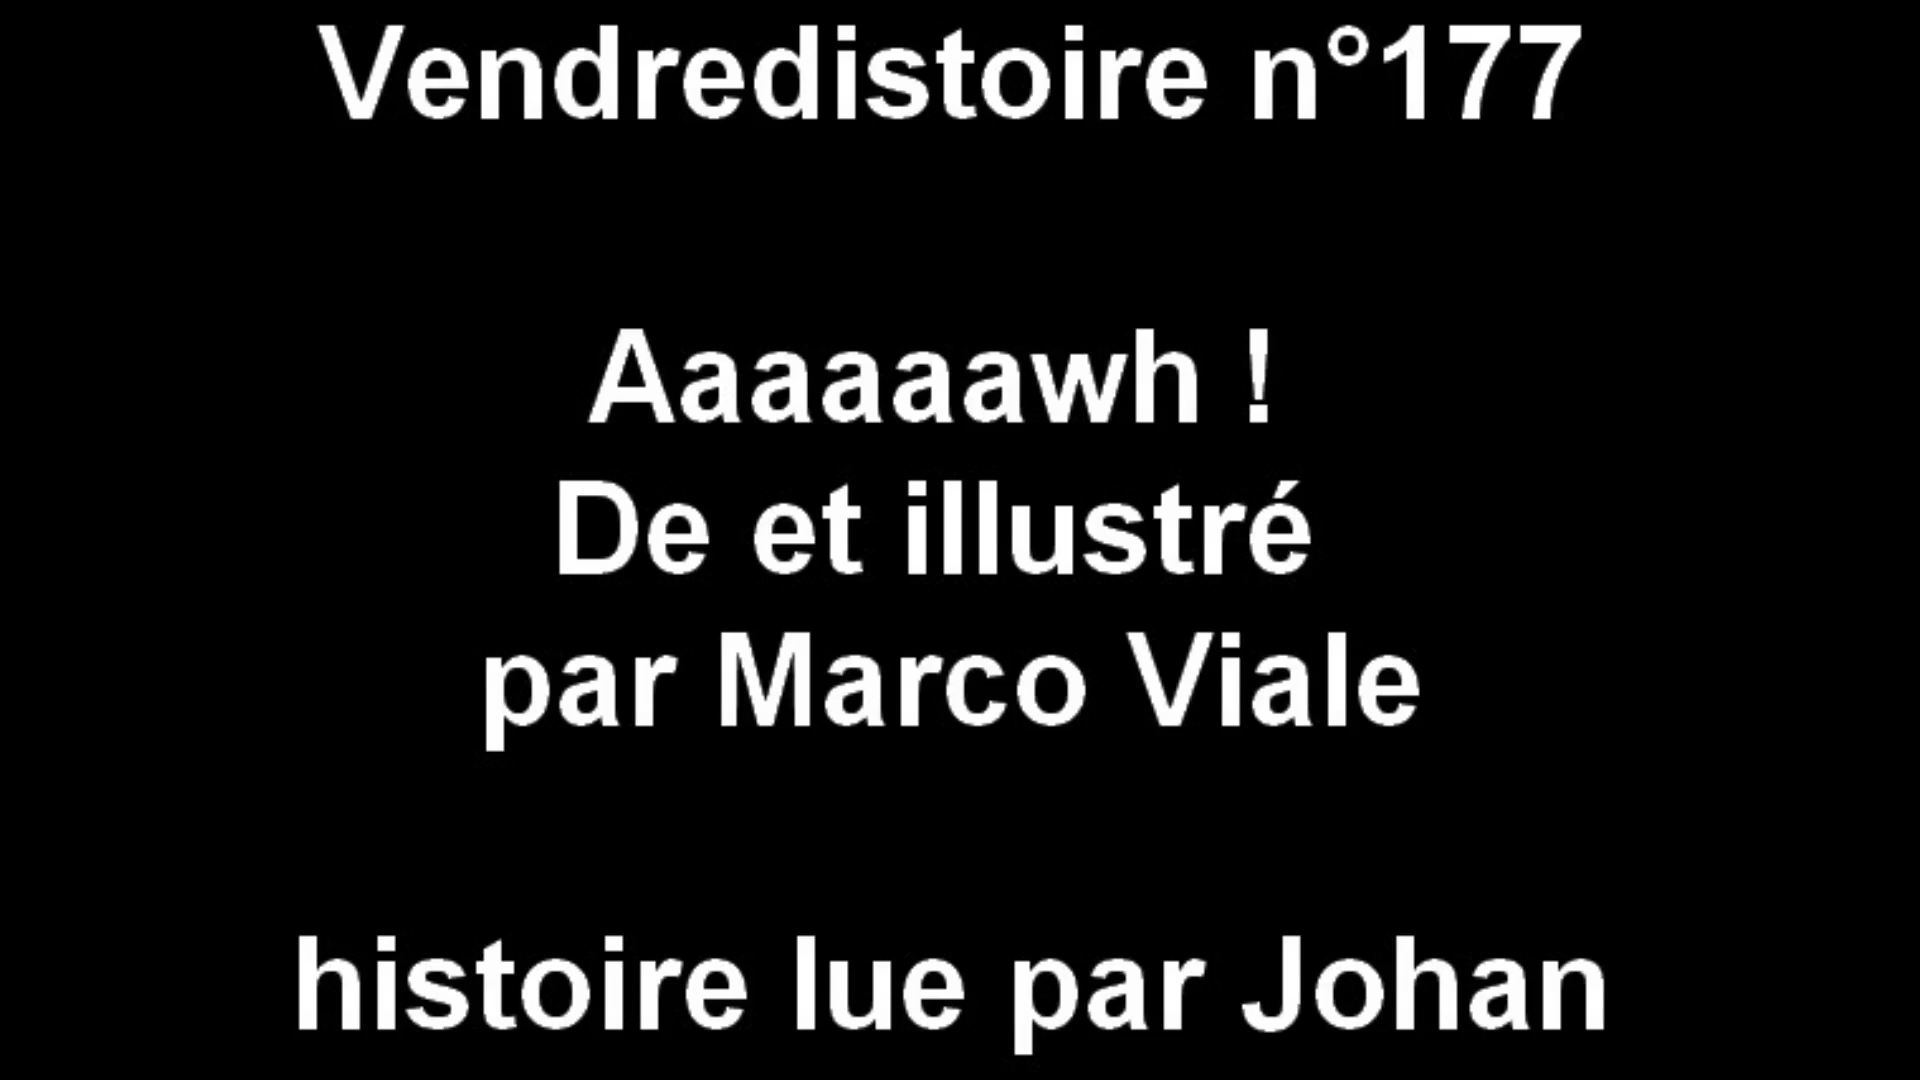 Vendredistoire n°177
Aaaaaawh !
De et illustré
par Marco Viale
histoire lue par Johan